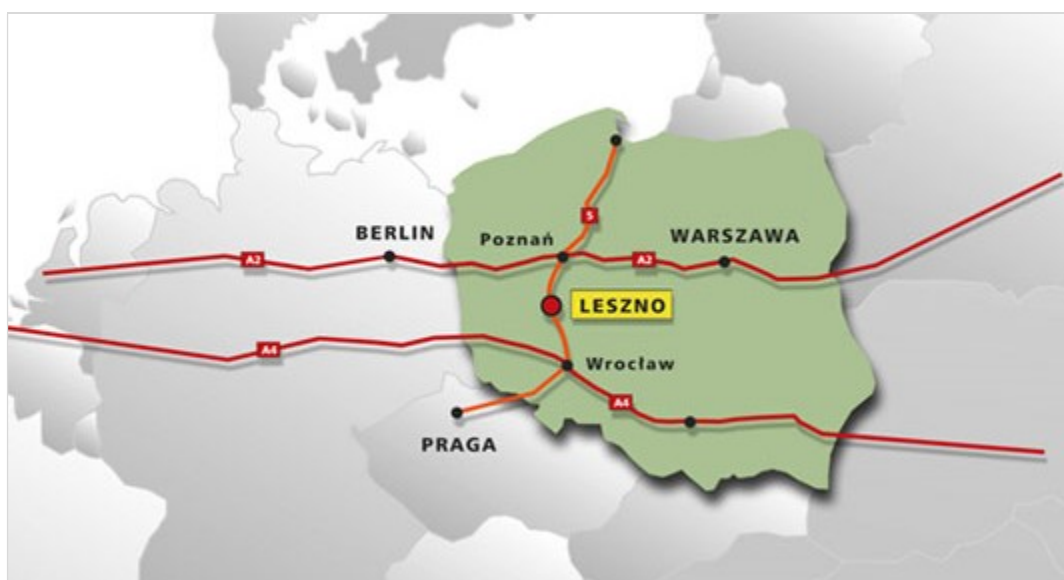 BERLIN
Poznań
WARSZAWA
A2
A2
S
LESZNO
A4
Wrocław
A4
PRAGA